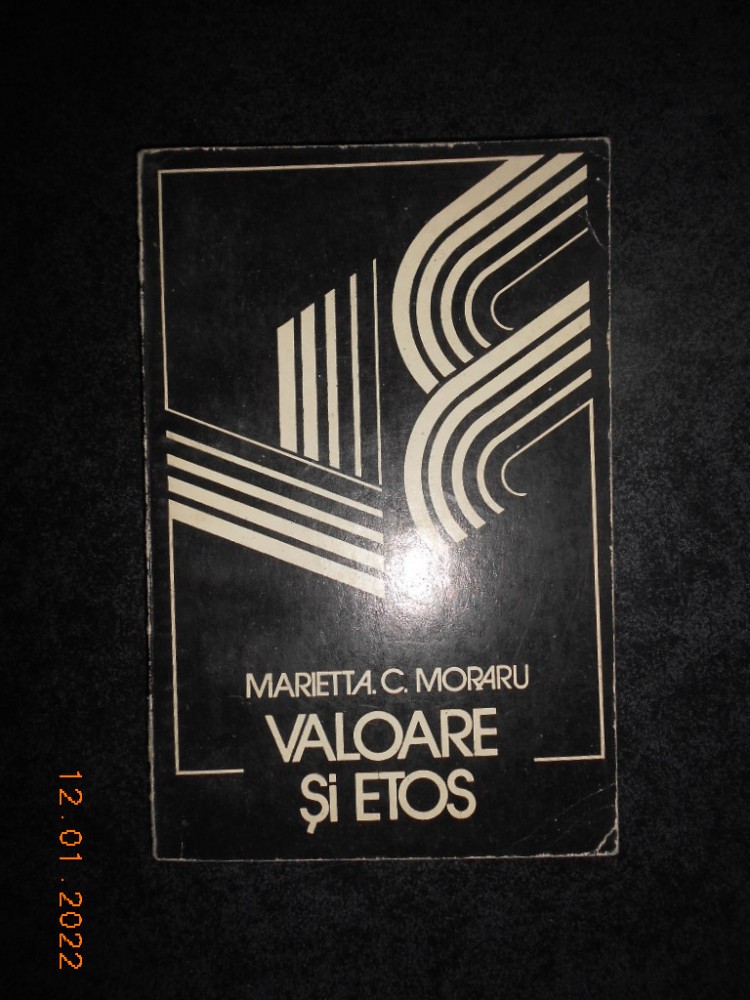 MARIETTA. C. MORARU
VALOARE
ŞI ETOS
12.01.2022